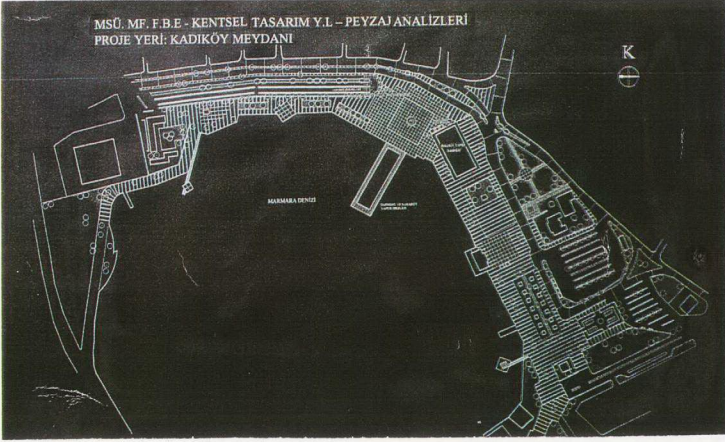 MSÜ. MF. F.B.E - KENTSEL TASARIM Y.L – PEYZAJ ANALİZLERİ
PROJE YERİ: KADIKÖY MEYDANI
K
MARMARA DENİZİ